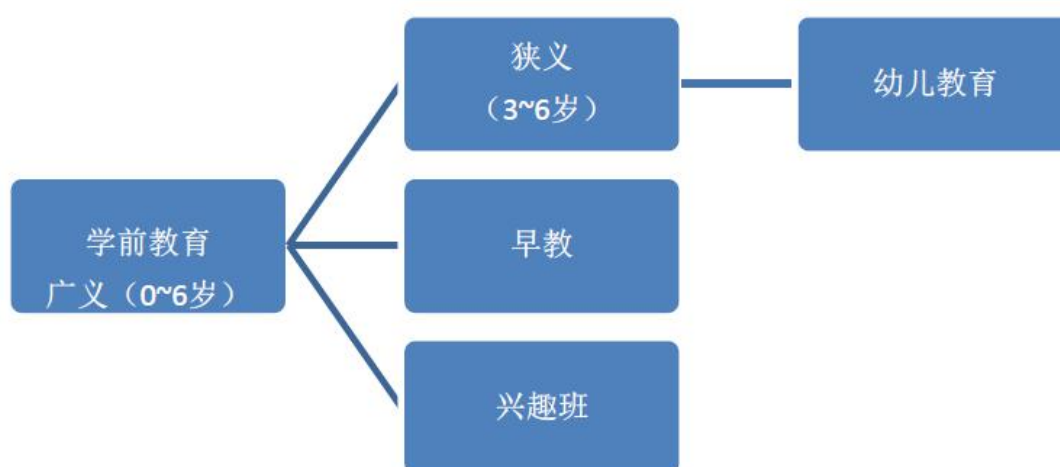 学前教育
广义（0~6岁）
狭义
（3~6岁）
幼儿教育
早教
兴趣班